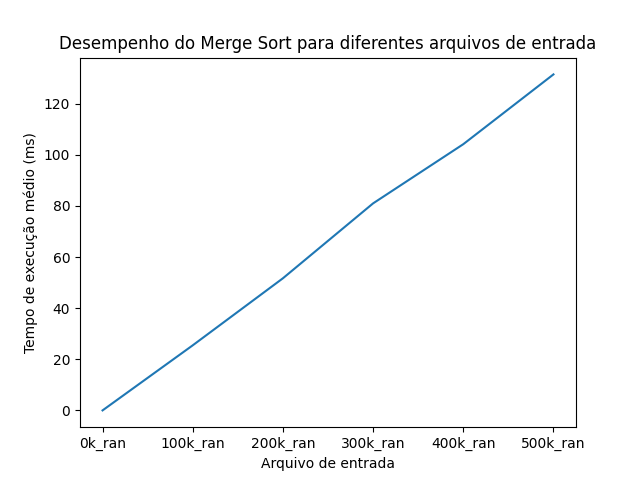 Desempenho do Merge Sort para diferentes arquivos de entrada
Tempo de execução médio (ms)
120
100
80
60
40
20
0
0k_ran 100k_ran 200k_ran 300k_ran 400k_ran 500k_ran
Arquivo de entrada